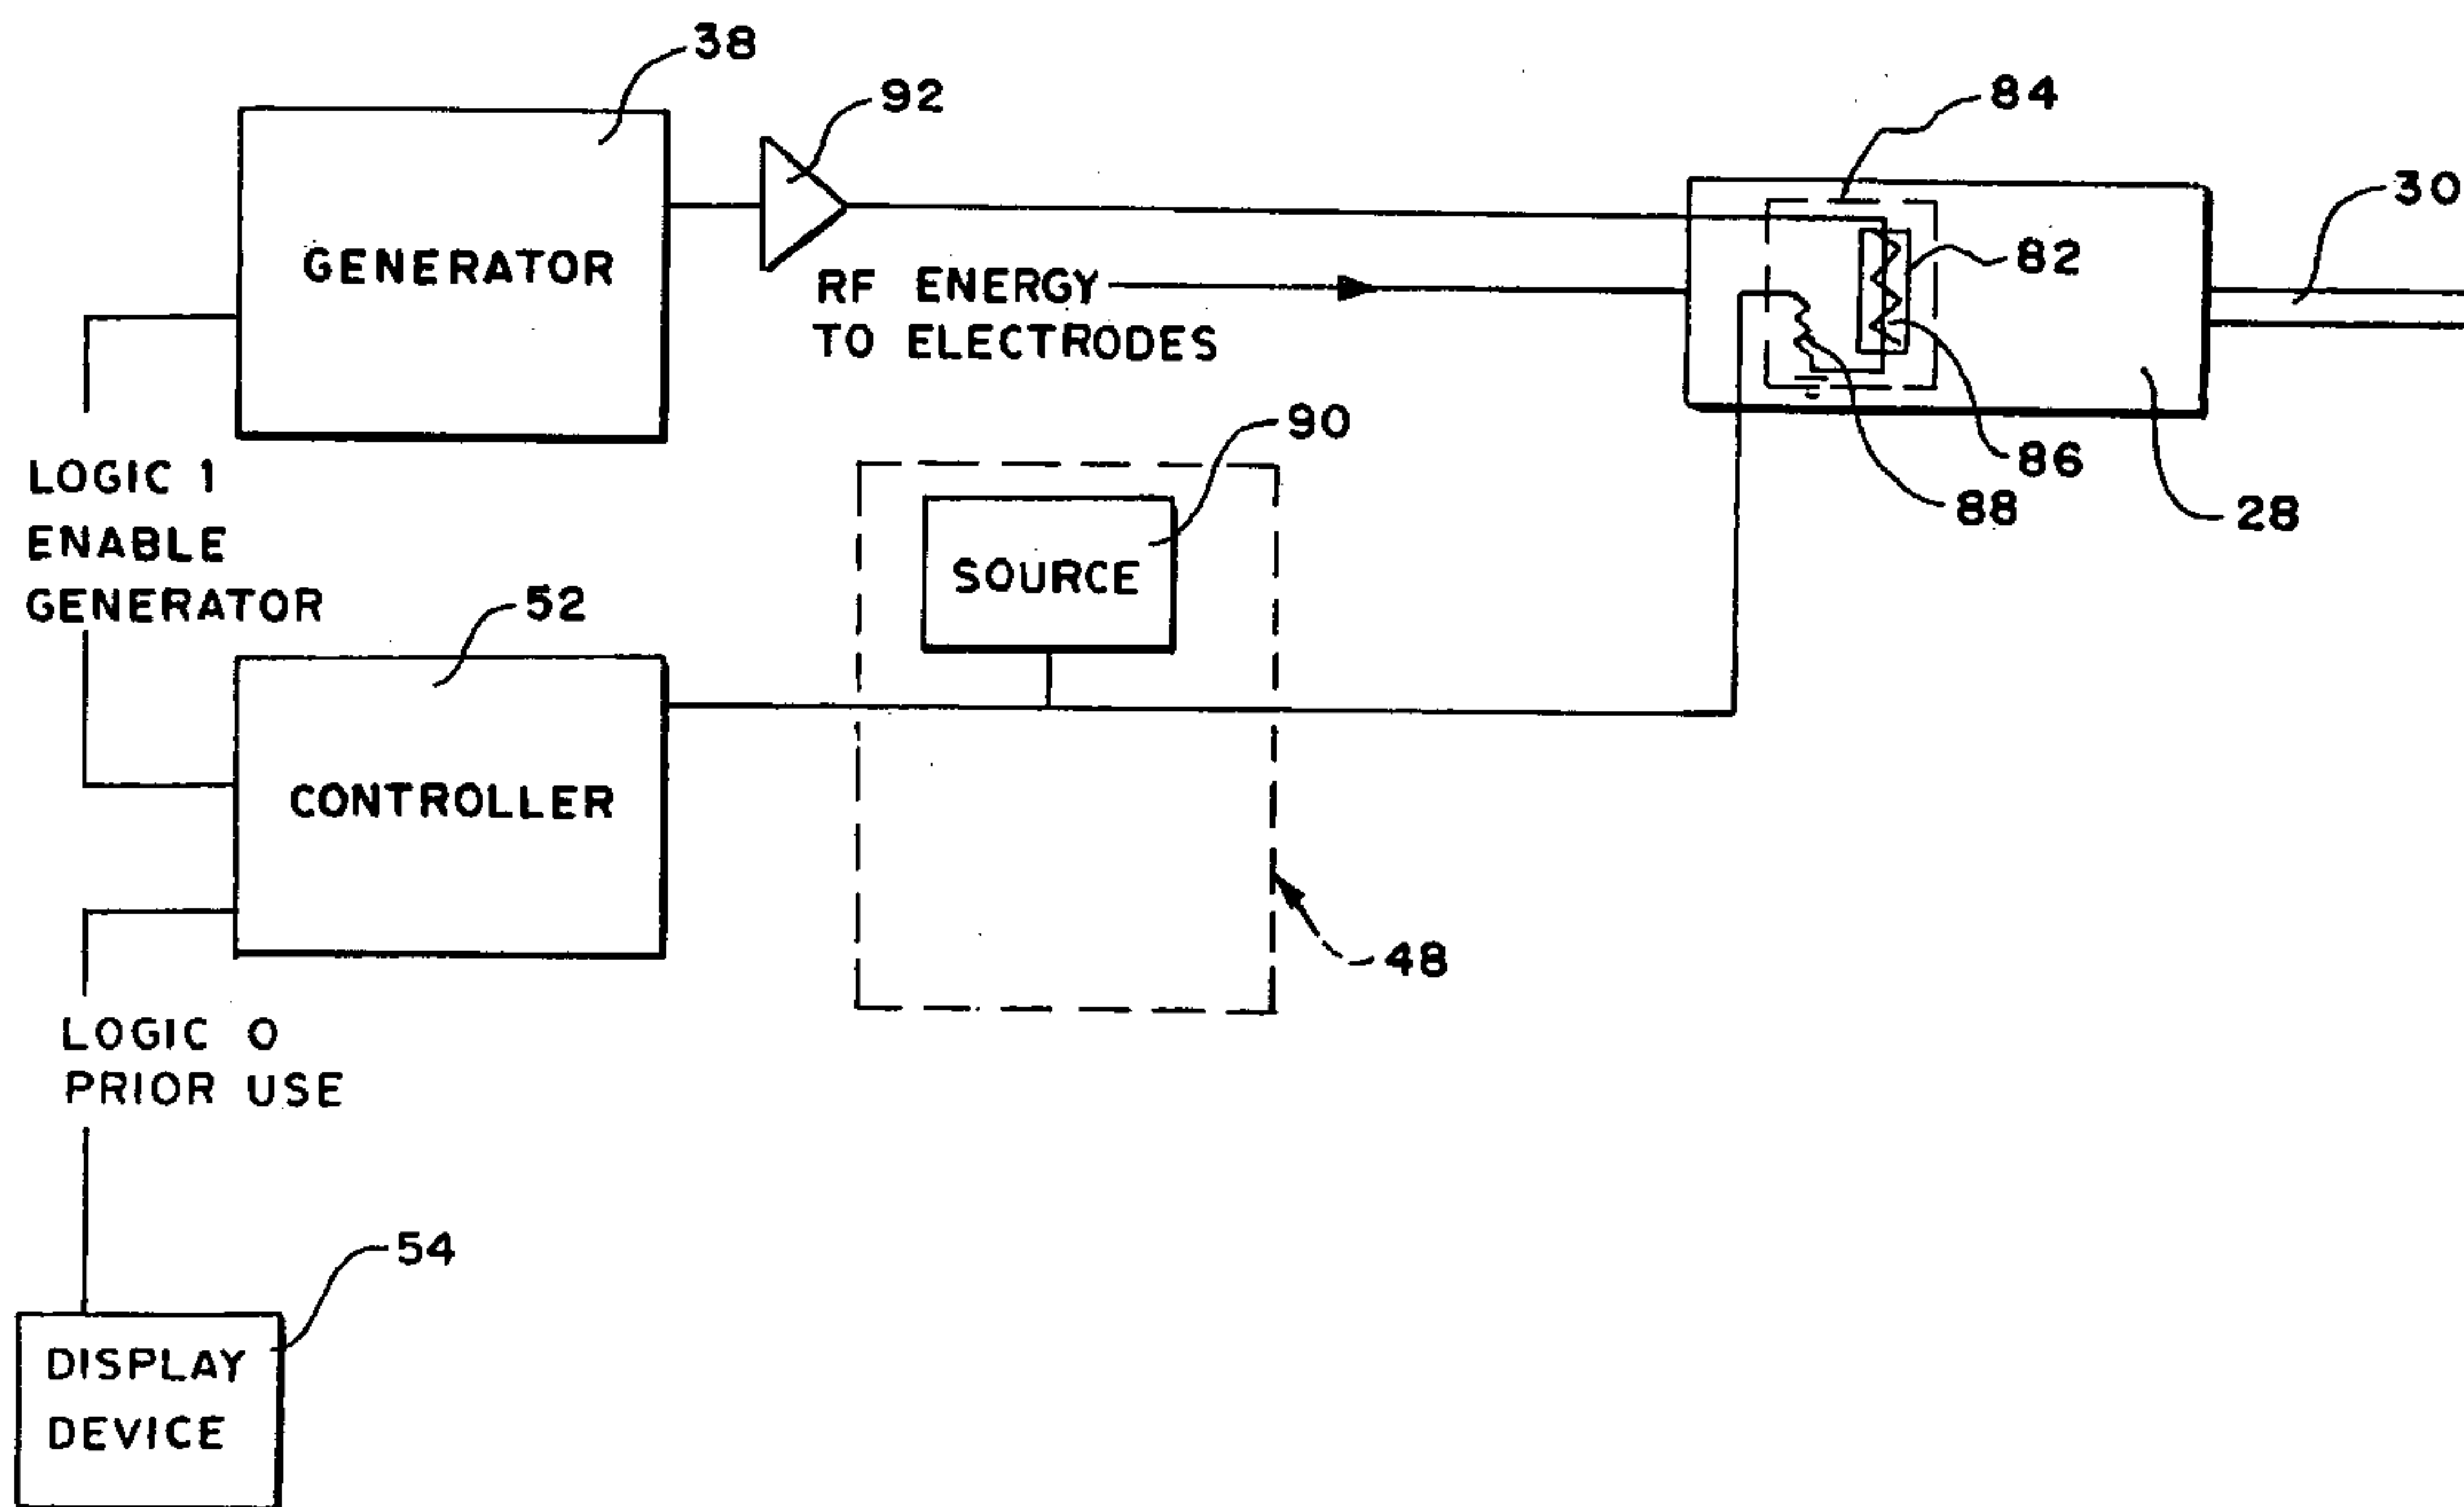 38
92
84
30
GENERATOR
82
RF ENERGY
TO ELECTRODES
90
LOGIC 1
ENABLE
GENERATOR
86
88
28
SOURCE
52
CONTROLLER
48
LOGIC 0
PRIOR USE
54
DISPLAY
DEVICE